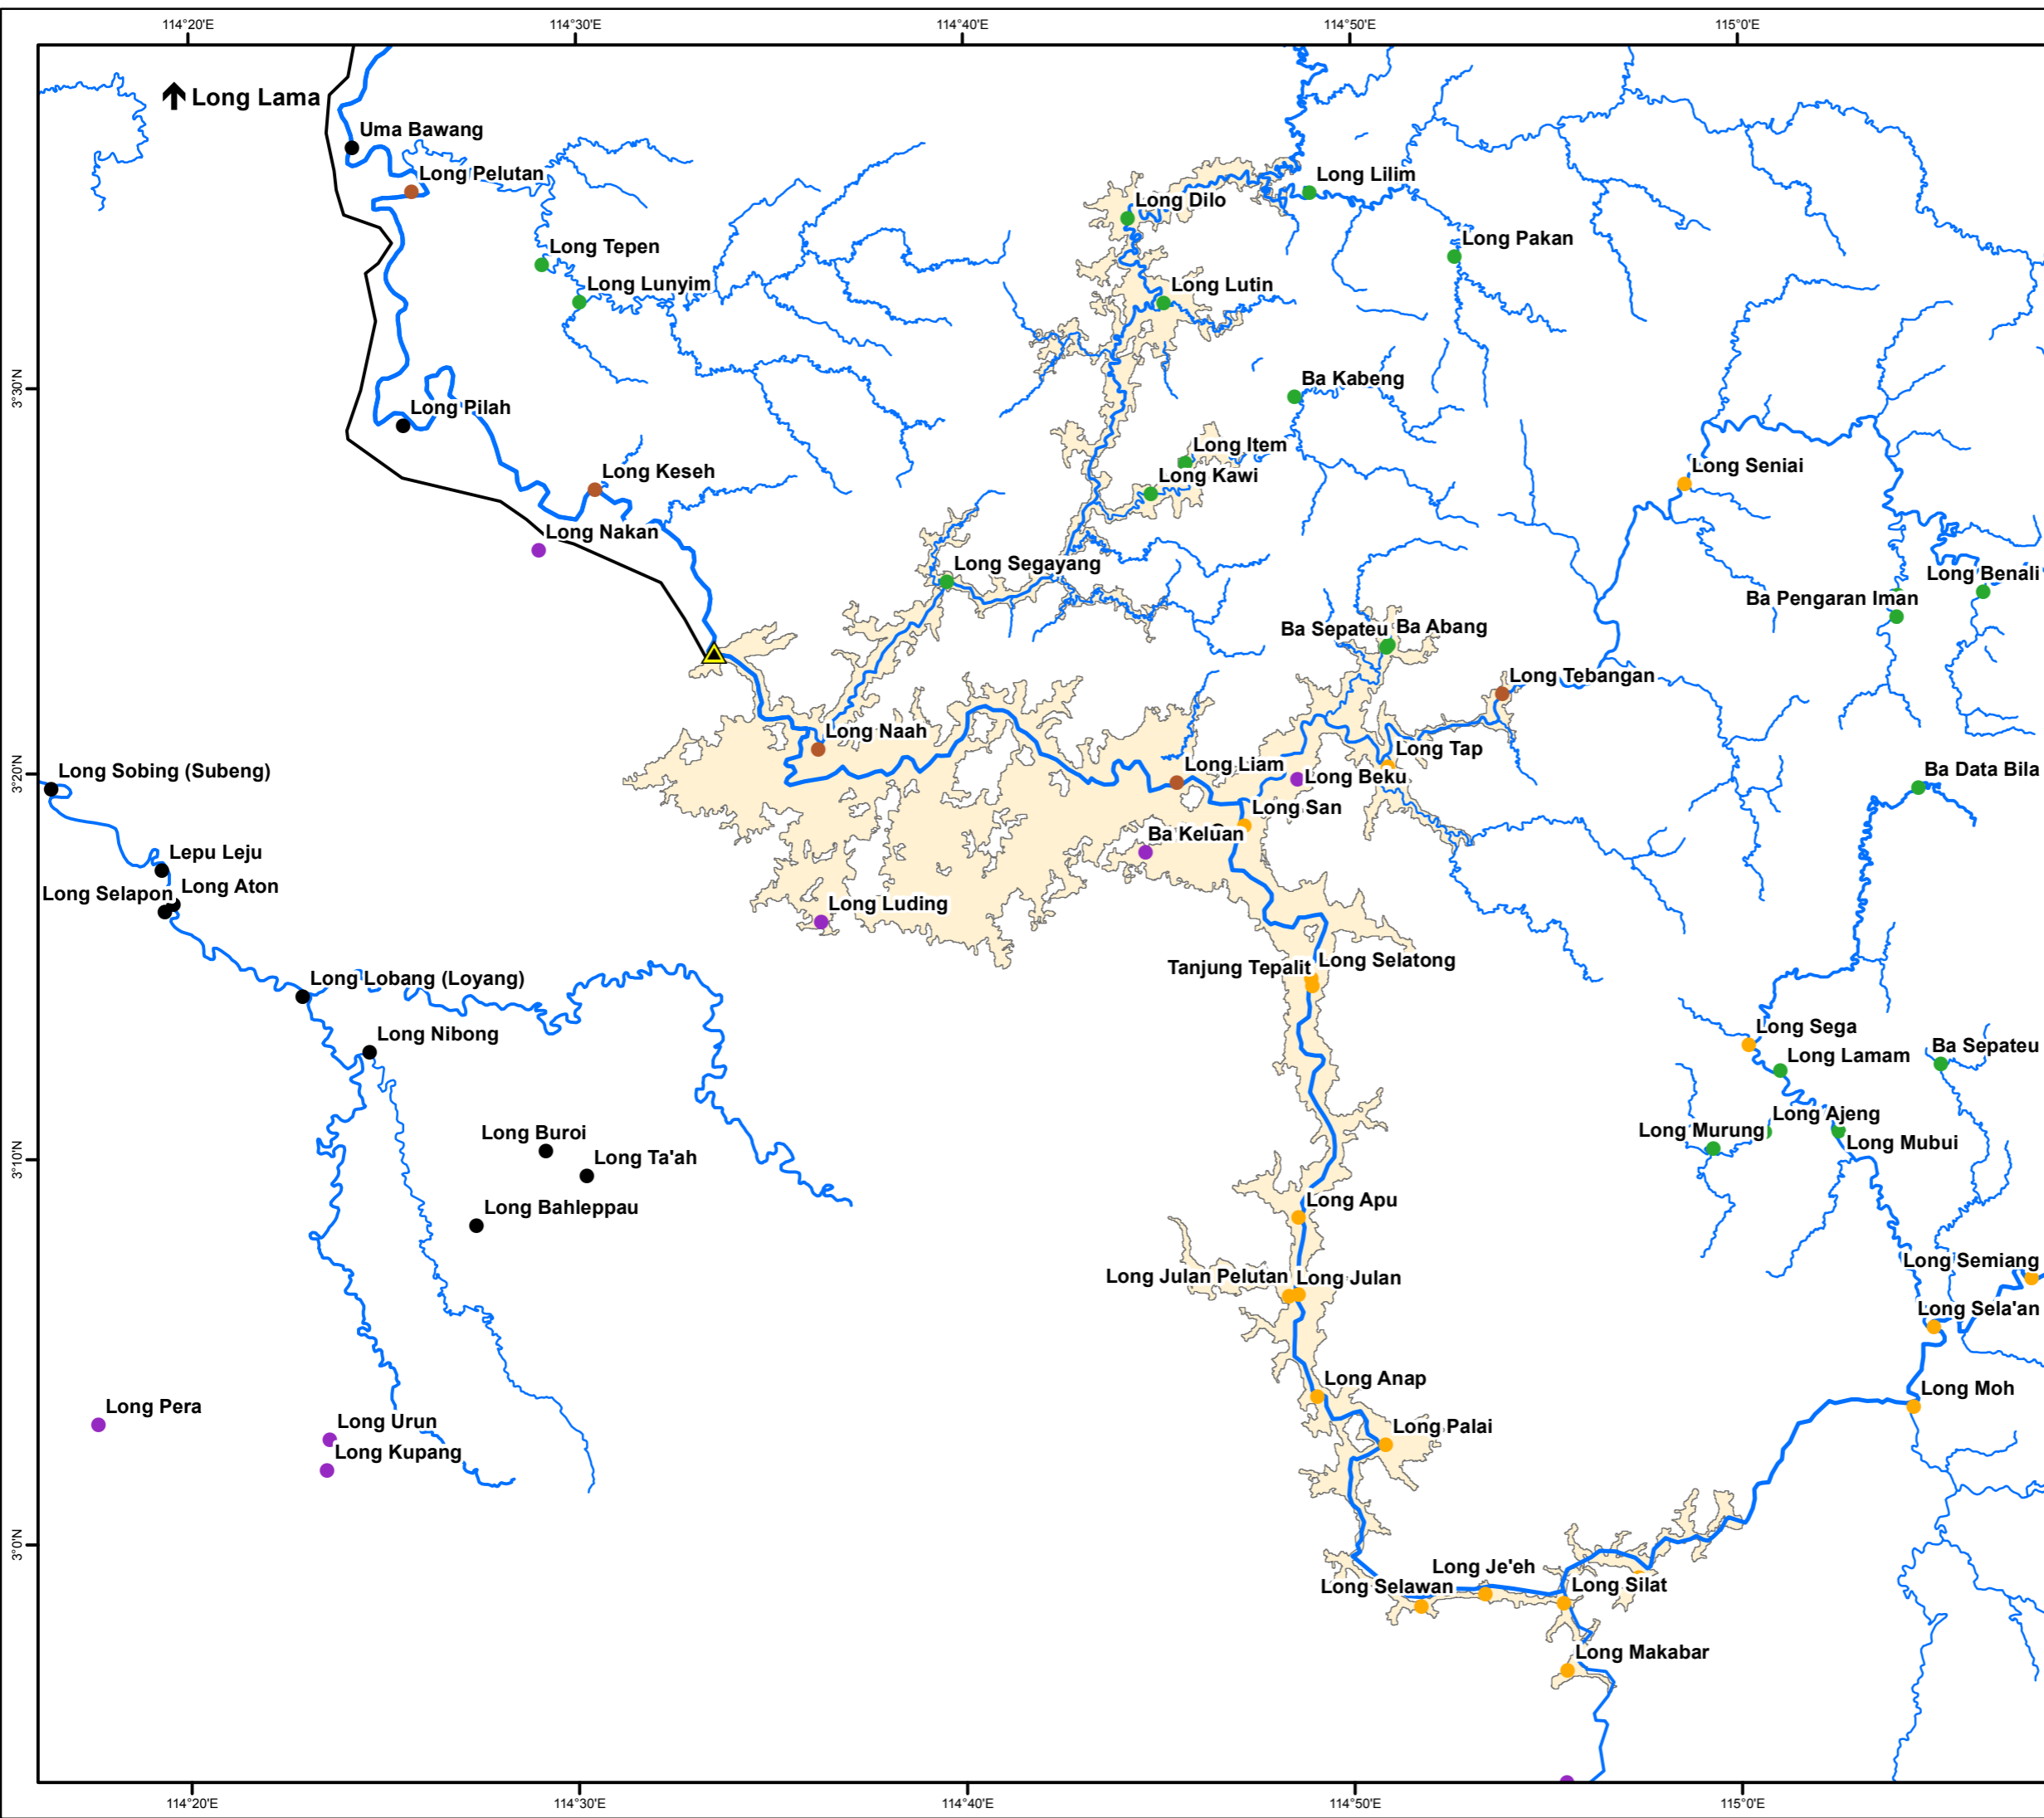 114°20'E
114°30'E
114°40'E
114°50'E
115°0'E
Long Lama
Uma Bawang
Long Pelutan
Long Lilim
Long Dilo
Long Tepen
Long Pakan
Long Lunyim
Long Lutin
3°30'N
Ba Kabeng
Long Pilah
Long Item
Long Keseh
Long Kawi
Long Seniai
Long Nakan
Long Segayang
Long Benali
Ba Pengaran Iman
Ba Sepateu
Ba Abang
Long Tebangan
Long Naah
Long Tap
3°20'N
Long Sobing (Subeng)
Long Liam
Long Beku
Ba Data Bila
Long San
Ba Keluan
Lepu Leju
Long Selapon
Long Aton
Long Luding
Tanjung Tepalit
Long Selatong
Long Lobang (Loyang)
Long Nibong
Long Sega
Long Lamam
Ba Sepateu
Long Ajeng
Long Murung
Long Mubui
3°10'N
Long Buroi
Long Ta'ah
Long Bahleppau
Long Apu
Long Julan Pelutan
Long Julan
Long Semiang
Long Sela'an
Long Anap
Long Moh
Long Pera
Long Urun
Long Palai
Long Kupang
3°0'N
Long Je'eh
Long Selawan
Long Silat
Long Makabar
114°20'E
114°30'E
114°40'E
114°50'E
115°0'E